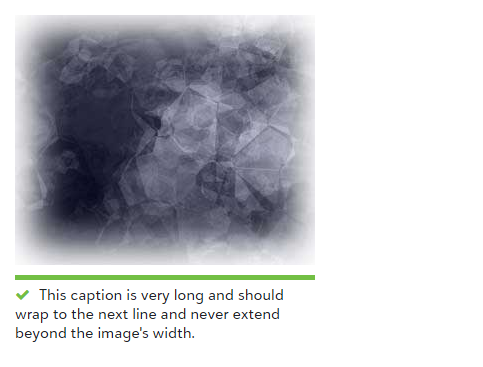 This caption is very long and should
wrap to the next line and never extend
beyond the image's width.